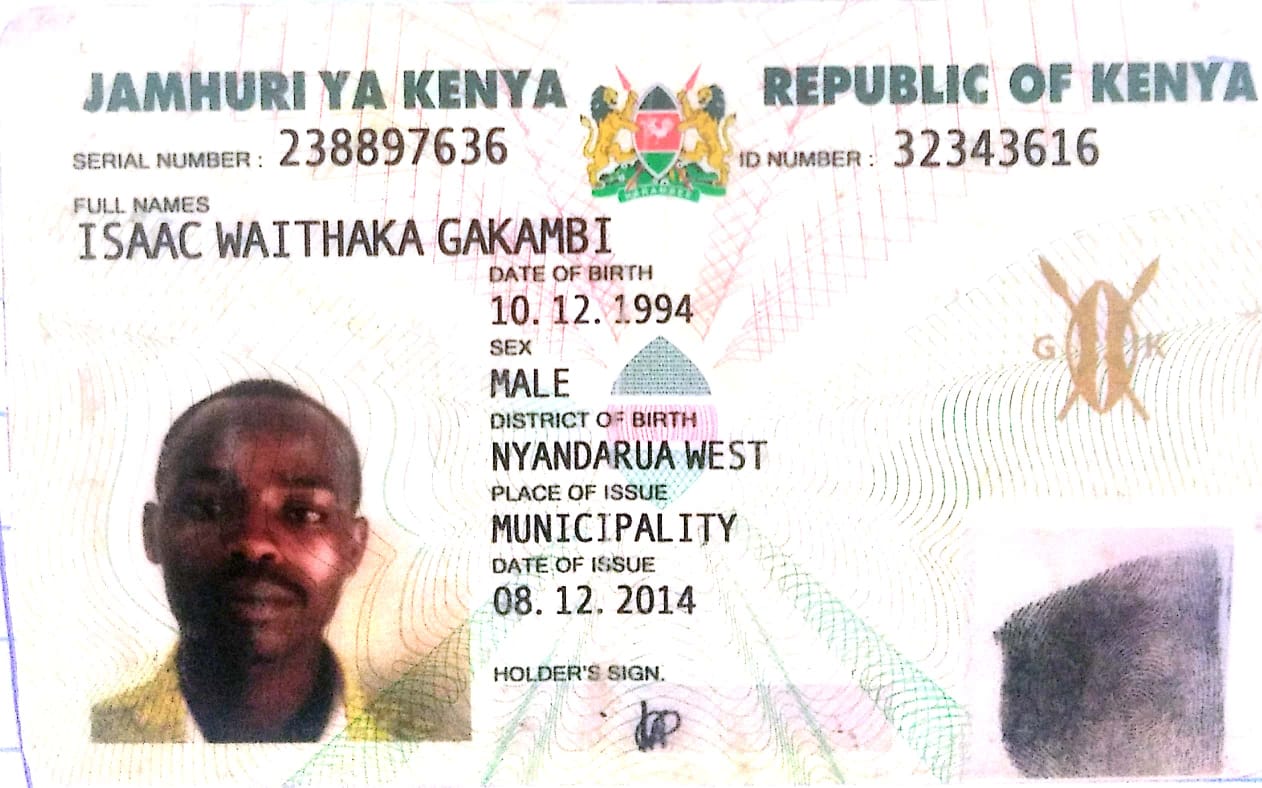 JAMHURI YA KENYA REPUBLIC OF KENYA
SERIAL NUMBER : 238897636 ID NUMBER : 32343616
FULL NAMES
ISAAC WAITHAKA GAKAMBI
DATE OF BIRTH
10. 12. 1994
SEX
MALE
DISTRICT OF BIRTH
NYANDARUA WEST
G K
PLACE OF ISSUE
MUNICIPALITY
DATE OF ISSUE
08. 12. 2014
HOLDER'S SIGN.